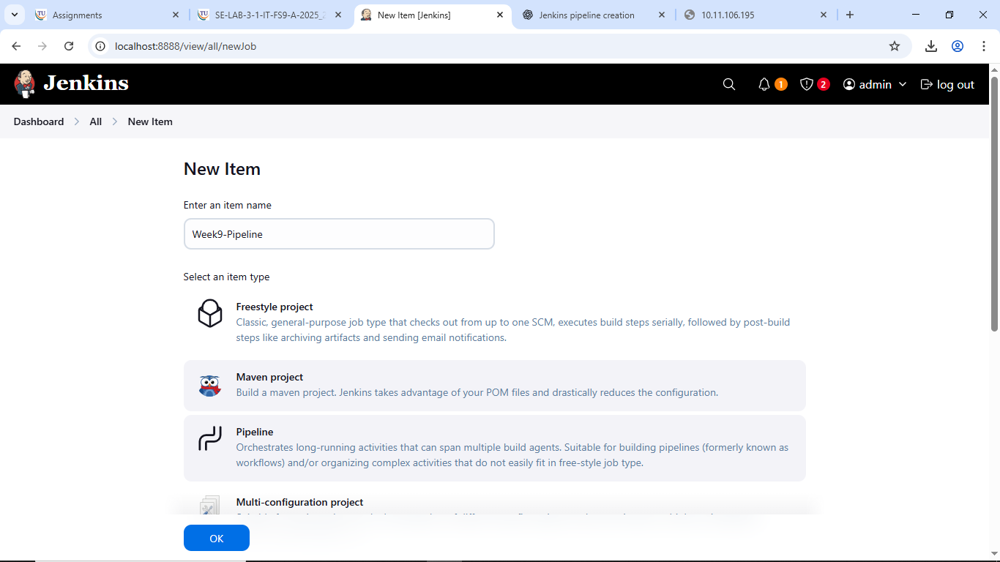 Assignments
SE-LAB-3-1-IT-FS9-A-2025_
New Item [Jenkins]
Jenkins pipeline creation
10.11.106.195
localhost:8888/view/all/newJob
Jenkins
1
2
admin
log out
Dashboard
All
New Item
New Item
Enter an item name
Week9-Pipeline
Select an item type
Freestyle project
Classic, general-purpose job type that checks out from up to one SCM, executes build steps serially, followed by post-build
steps like archiving artifacts and sending email notifications.
Maven project
Build a maven project. Jenkins takes advantage of your POM files and drastically reduces the configuration.
Pipeline
Orchestrates long-running activities that can span multiple build agents. Suitable for building pipelines (formerly known as
workflows) and/or organizing complex activities that do not easily fit in free-style job type.
Multi-configuration project
OK